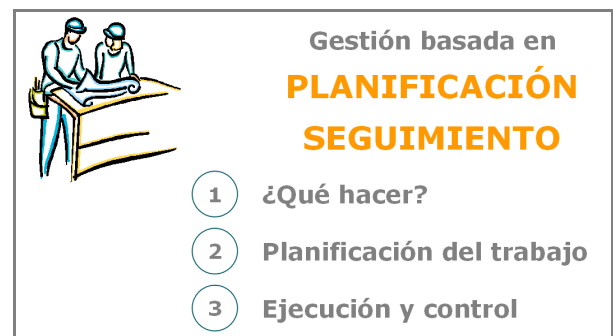 Gestión basada en
PLANIFICACIÓN
SEGUIMIENTO
1 ¿Qué hacer?
2 Planificación del trabajo
3 Ejecución y control